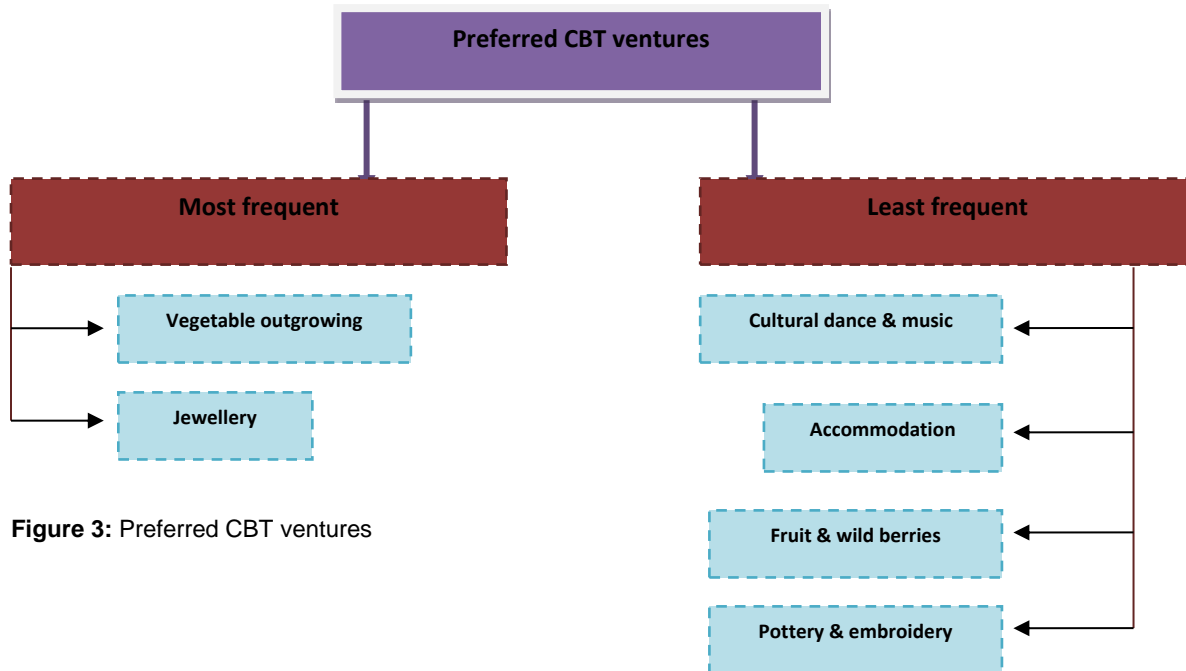 Preferred CBT ventures
Most frequent
Vegetable outgrowing
Jewellery
Least frequent
Cultural dance & music
Accommodation
Fruit & wild berries
Pottery & embroidery
Figure 3: Preferred CBT ventures